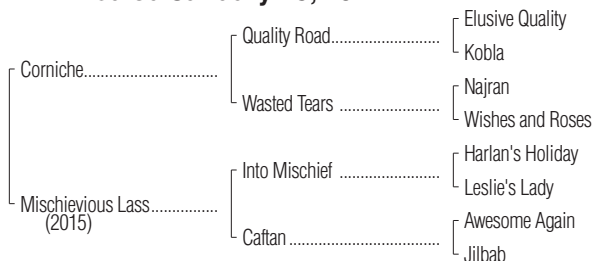 Elusive Quality
Quality Road
Kobla
Corniche
Najran
Wasted Tears
Wishes and Roses
Harlan's Holiday
Into Mischief
Leslie's Lady
Mischievious Lass
(2015)
Awesome Again
Caftan
Jilbab